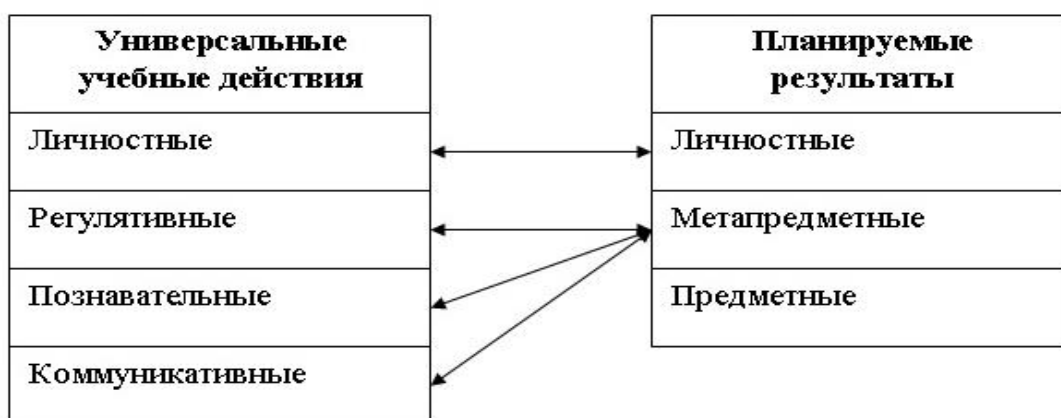 Универсальные
учебные действия
Личностные
Регулятивные
Познавательные
Коммуникативные
Планируемые
результаты
Личностные
Метапредметные
Предметные